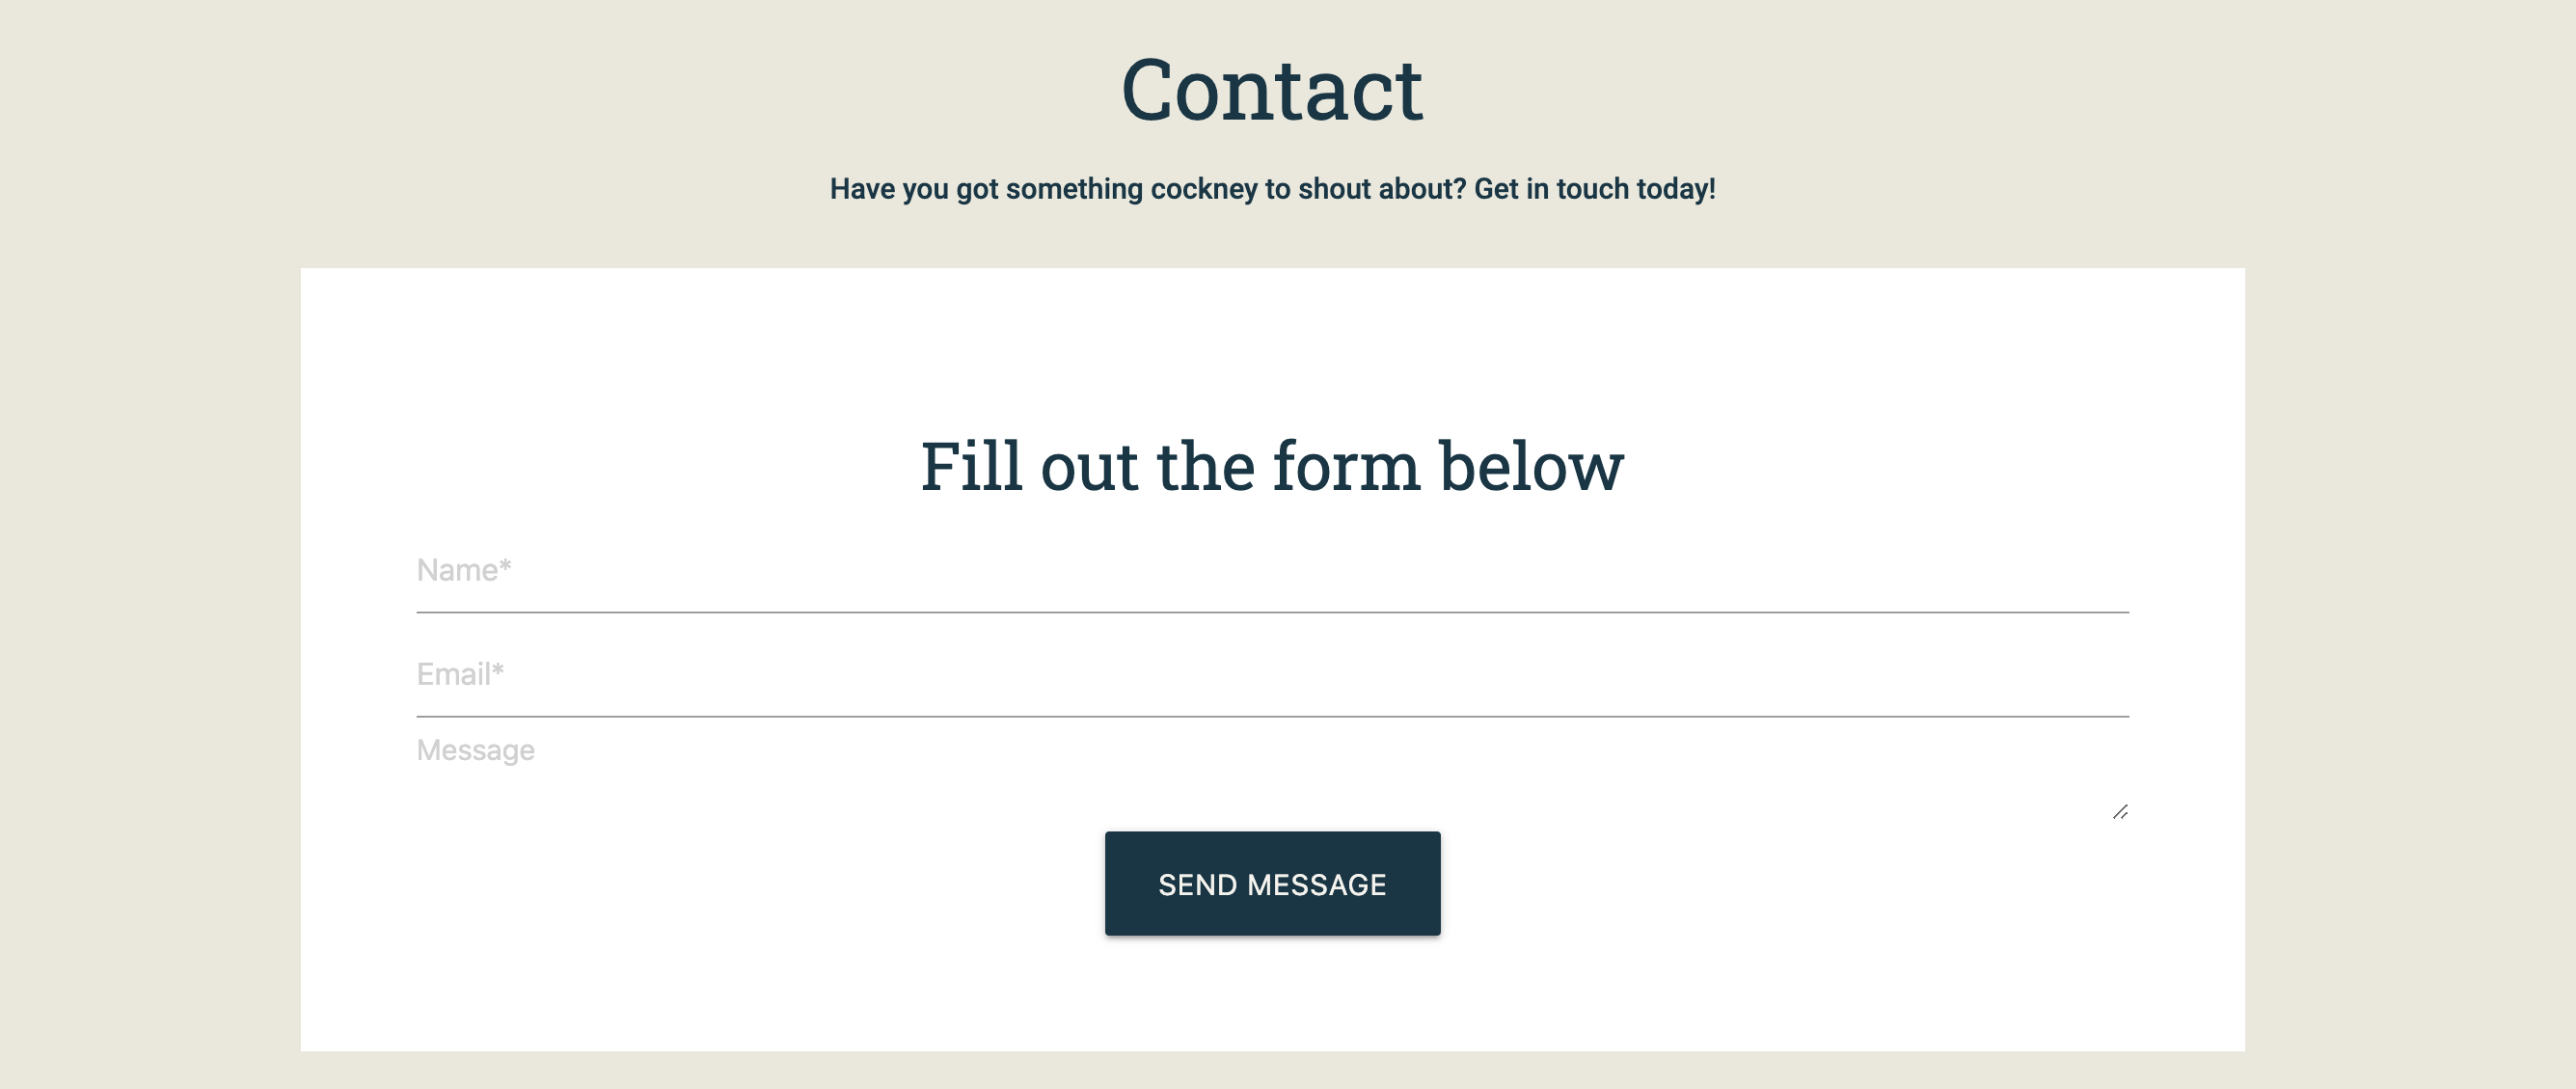 Contact
Have you got something cockney to shout about? Get in touch today!
Fill out the form below
Name*
Email*
Message
SEND MESSAGE